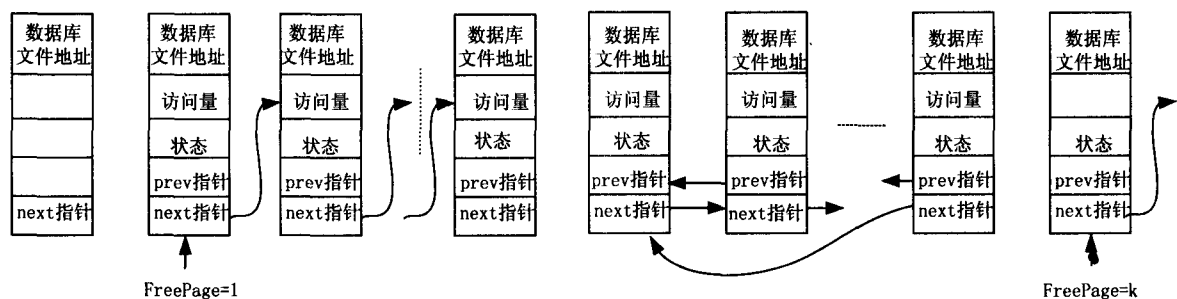 数据库
文件地址
next指针
数据库
文件地址
访问量
状态
prev指针
next指针
数据库
文件地址
访问量
状态
prev指针
next指针
数据库
文件地址
访问量
状态
prev指针
next指针
数据库
文件地址
访问量
状态
prev指针
next指针
数据库
文件地址
访问量
状态
prev指针
next指针
数据库
文件地址
访问量
状态
prev指针
next指针
数据库
文件地址
状态
prev指针
next指针
FreePage=1
FreePage=k